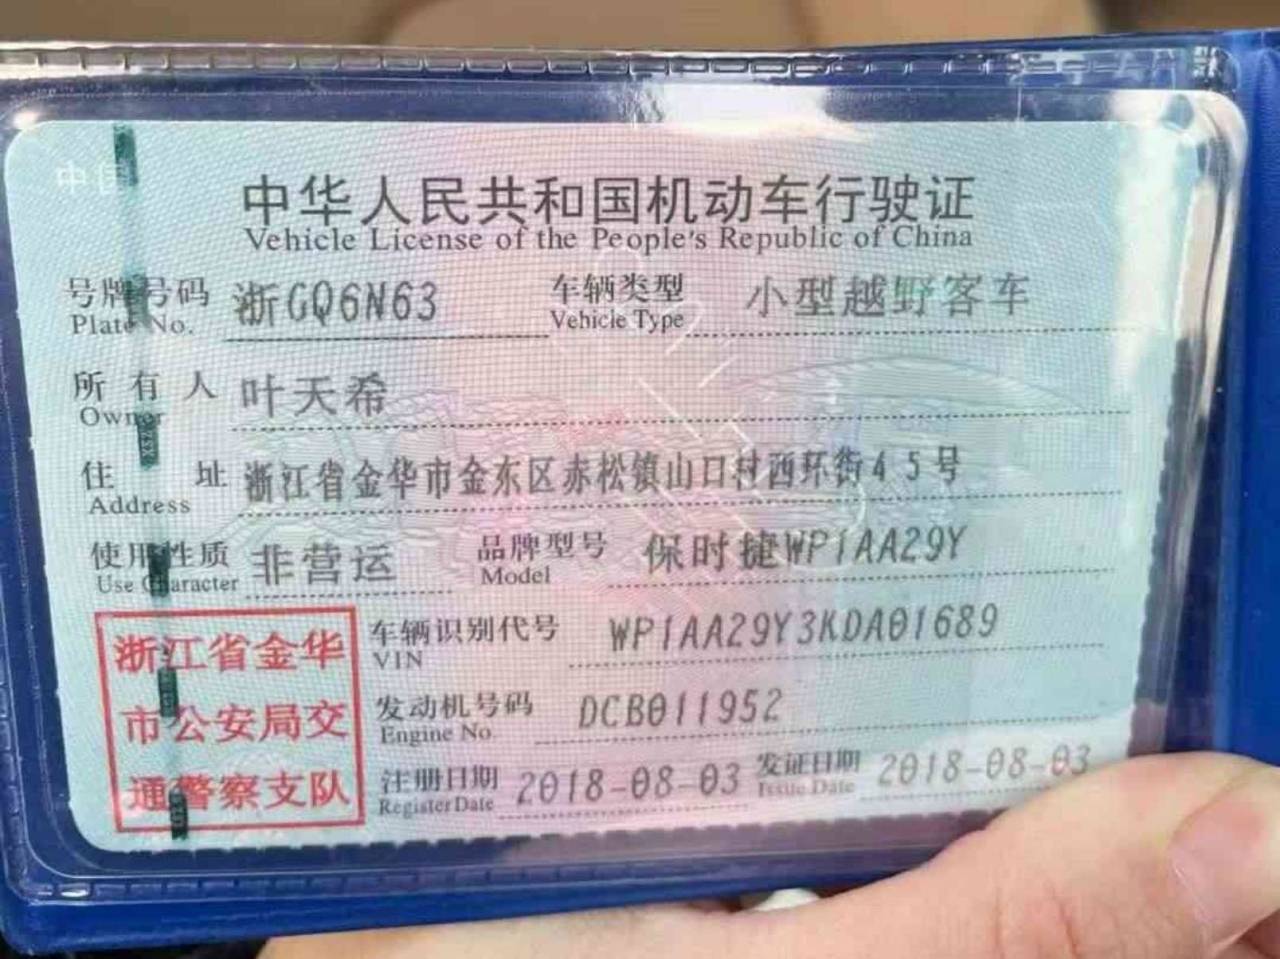 中华人民共和国机动车行驶证
Vehicle License of the People's Republic of China
号牌号码 浙GQ6N63 车辆类型 小型越野客车
Plate No. Vehicle Type
所有人 叶天希
Owner
住址 浙江省金华市金东区赤松镇山口村西环街45号
Address
使用性质 非营运 品牌型号 保时捷WP1AA29Y
Use Character Model
浙江省金华
市公安局交
通警察支队
车辆识别代号 WP1AA29Y3KDA01689
VIN
发动机号码 DCB011952
Engine No.
注册日期 2018-08-03 发证日期 2018-08-03
Register Date Issue Date